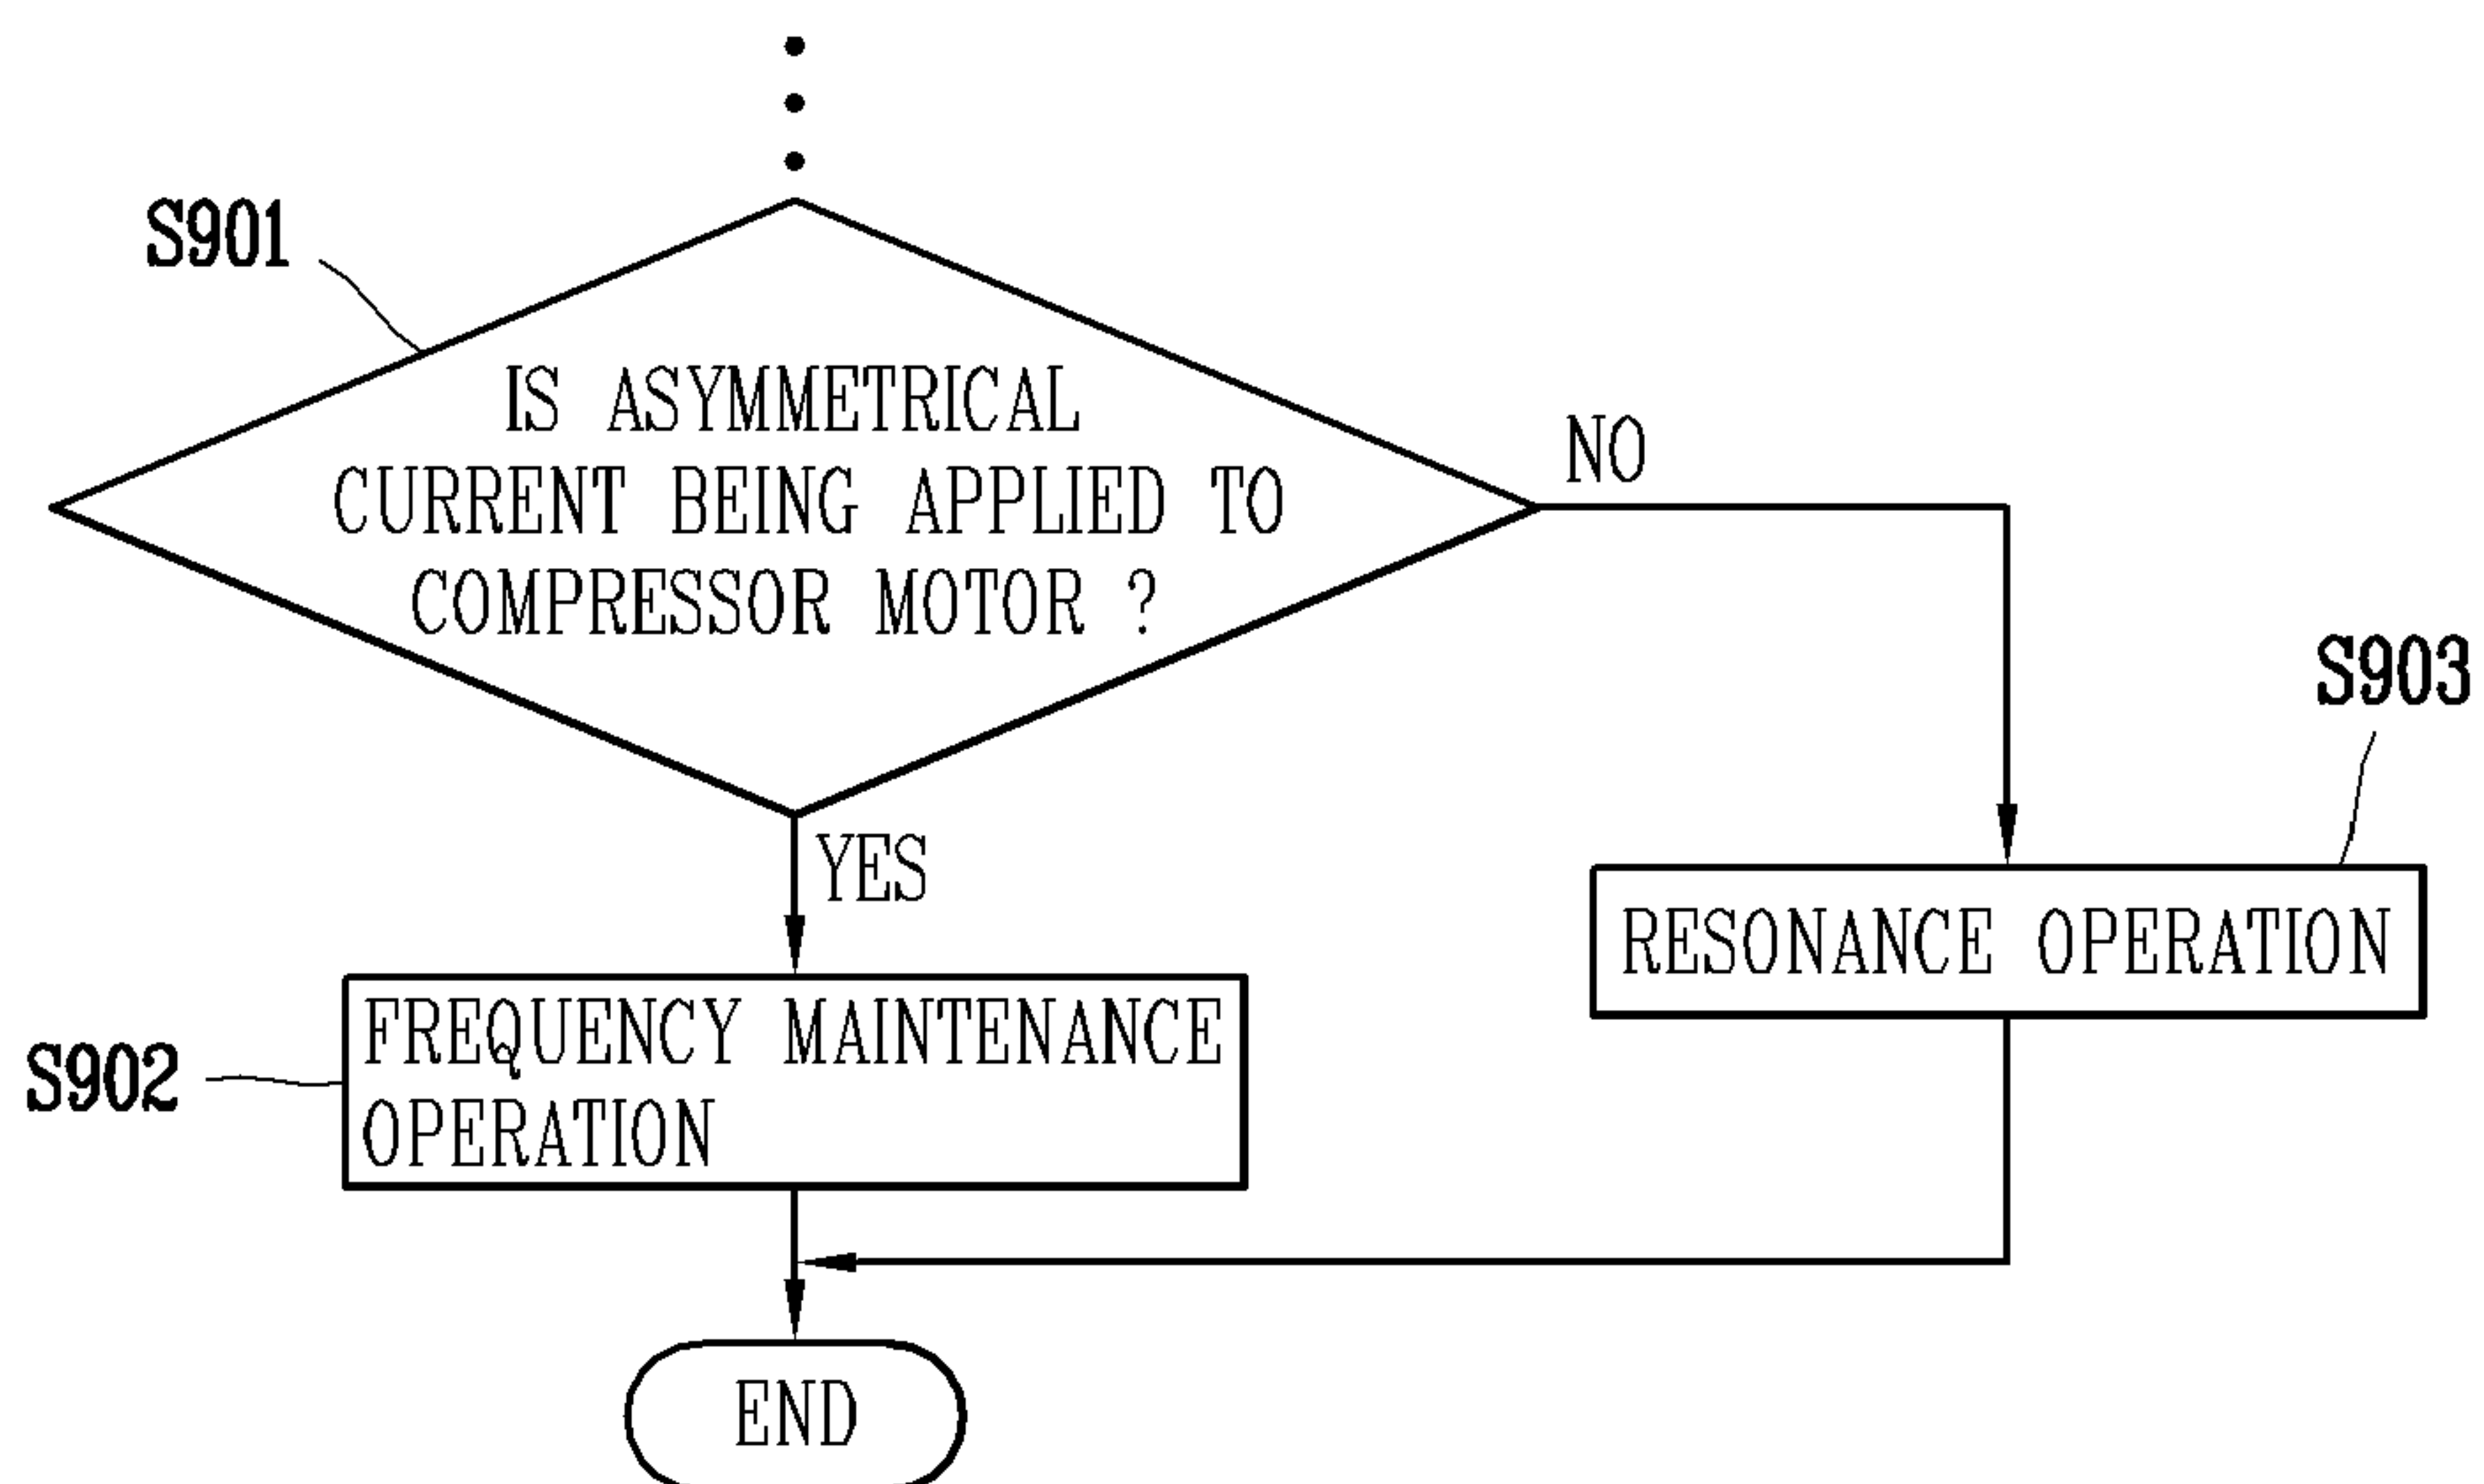 S901
IS ASYMMETRICAL
CURRENT BEING APPLIED TO
COMPRESSOR MOTOR ?
NO
YES
S903
RESONANCE OPERATION
S902
FREQUENCY MAINTENANCE
OPERATION
END